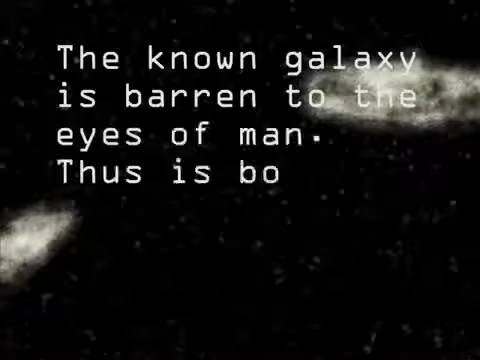 The known galaxy
is barren to the
eyes of man.
Thus is bo